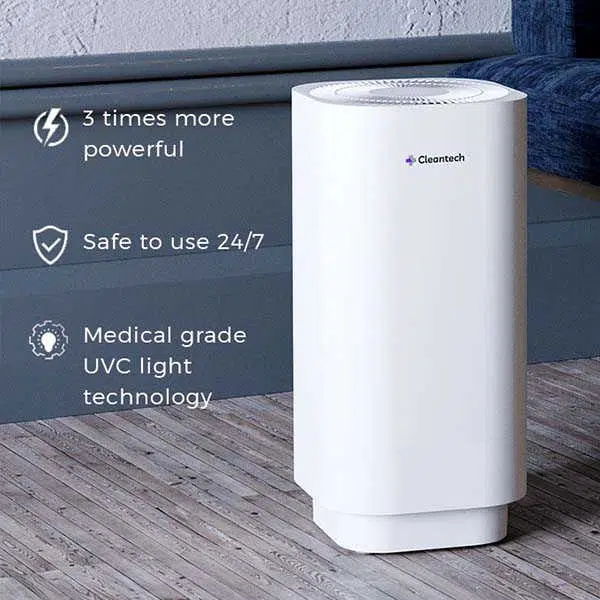 3 times more
powerful
Cleantech
Safe to use 24/7
Medical grade
UVC light
technology